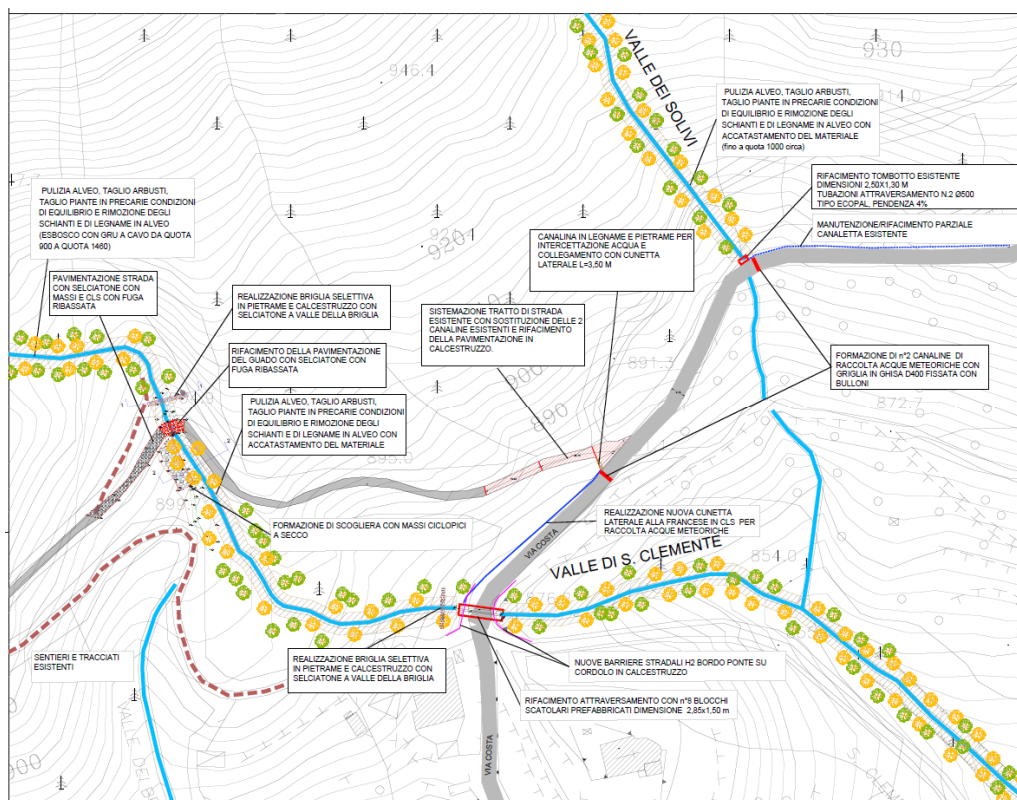 VALLE DEI SOLIVI
930
946.4
914.0
PULIZIA ALVEO, TAGLIO ARBUSTI,
TAGLIO PIANTE IN PRECARIE CONDIZIONI
DI EQUILIBRIO E RIMOZIONE DEGLI
SCHIANTI E DI LEGNAME IN ALVEO CON
ACCATASTAMENTO DEL MATERIALE
(fino a quota 1000 circa)
RIFACIMENTO TOMBOTTO ESISTENTE
DIMENSIONI 2,50X1,30 M
TUBAZIONI ATTRAVERSAMENTO N.2 Ø500
TIPO ECOPAL, PENDENZA 4%
MANUTENZIONE/RIFACIMENTO PARZIALE
CANALETTA ESISTENTE
PULIZIA ALVEO, TAGLIO ARBUSTI,
TAGLIO PIANTE IN PRECARIE CONDIZIONI
DI EQUILIBRIO E RIMOZIONE DEGLI
SCHIANTI E DI LEGNAME IN ALVEO
(ESBOSCO CON GRU A CAVO DA QUOTA
900 A QUOTA 1460)
CANALINA IN LEGNAME E PIETRAME PER
INTERCETTAZIONE ACQUA E
COLLEGAMENTO CON CUNETTA
LATERALE L=3,50 M
PAVIMENTAZIONE STRADA
CON SELCIATONE CON
MASSI E CLS CON FUGA
RIBASSATA
REALIZZAZIONE BRIGLIA SELETTIVA
IN PIETRAME E CALCESTRUZZO CON
SELCIATONE A VALLE DELLA BRIGLIA
SISTEMAZIONE TRATTO DI STRADA
ESISTENTE CON SOSTITUZIONE DELLE 2
CANALINE ESISTENTI E RIFACIMENTO
DELLA PAVIMENTAZIONE IN
CALCESTRUZZO.
RIFACIMENTO DELLA PAVIMENTAZIONE
DEL GUADO CON SELCIATONE CON
FUGA RIBASSATA
891.3
900
890
FORMAZIONE DI n°2 CANALINE DI
RACCOLTA ACQUE METEORICHE CON
GRIGLIA IN GHISA D400 FISSATA CON
BULLONI
872.7
PULIZIA ALVEO, TAGLIO ARBUSTI,
TAGLIO PIANTE IN PRECARIE CONDIZIONI
DI EQUILIBRIO E RIMOZIONE DEGLI
SCHIANTI E DI LEGNAME IN ALVEO CON
ACCATASTAMENTO DEL MATERIALE
FORMAZIONE DI SCOGLIERA CON MASSI CICLOPICI
A SECCO
REALIZZAZIONE NUOVA CUNETTA
LATERALE ALLA FRANCESE IN CLS PER
RACCOLTA ACQUE METEORICHE
VIA COSTA
VALLE DI S. CLEMENTE
854.0
SENTIERI E TRACCIATI
ESISTENTI
REALIZZAZIONE BRIGLIA SELETTIVA
IN PIETRAME E CALCESTRUZZO CON
SELCIATONE A VALLE DELLA BRIGLIA
NUOVE BARRIERE STRADALI H2 BORDO PONTE SU
CORDOLO IN CALCESTRUZZO
RIFACIMENTO ATTRAVERSAMENTO CON n°8 BLOCCHI
SCATOLARI PREFABBRICATI DIMENSIONE 2,85x1,50 m
VIA COSTA
900